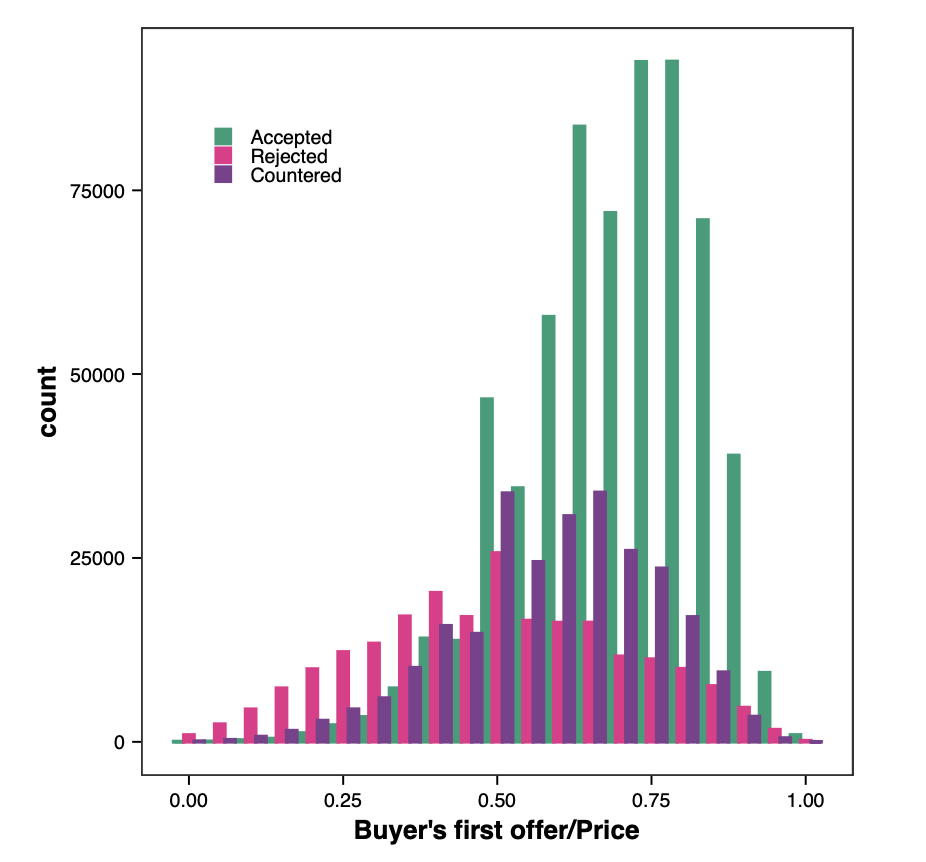 Accepted
Rejected
Countered
75000
50000
25000
0
count
0.00 0.25 0.50 0.75 1.00
Buyer's first offer/Price